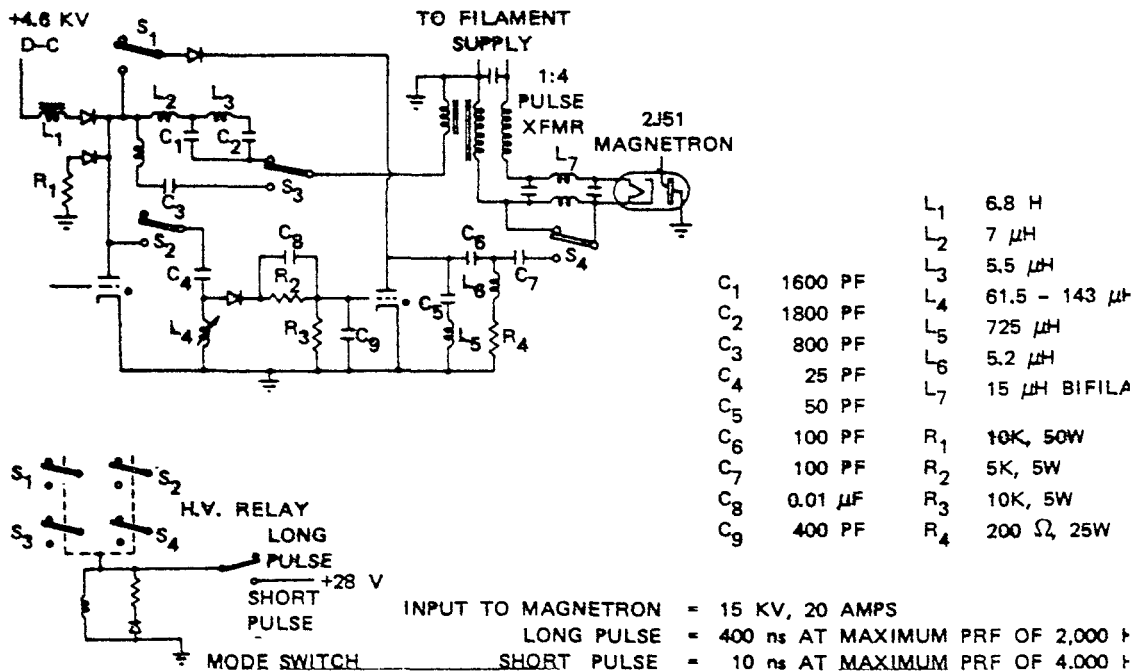 +4.6 KV
D-C
S1
TO FILAMENT
SUPPLY
1:4
PULSE
XFMR
2J51
MAGNETRON
L1
L2
L3
C1
C2
L7
R1
S3
C3
S2
C4
C8
R2
C6
C7
S4
L6
L4
R3
C9
C5
L5
R4
C1 1600 PF
C2 1800 PF
C3 800 PF
C4 25 PF
C5 50 PF
C6 100 PF
C7 100 PF
C8 0.01 μF
C9 400 PF
L1 6.8 H
L2 7 μH
L3 5.5 μH
L4 61.5 - 143 μH
L5 725 μH
L6 5.2 μH
L7 15 μH BIFILA
R1 10K, 50W
R2 5K, 5W
R3 10K, 5W
R4 200 Ω, 25W
S1
S2
S3
S4
H.V. RELAY
LONG
PULSE
+28 V
SHORT
PULSE
MODE SWITCH
INPUT TO MAGNETRON = 15 KV, 20 AMPS
LONG PULSE = 400 ns AT MAXIMUM PRF OF 2,000 H
SHORT PULSE = 10 ns AT MAXIMUM PRF OF 4,000 H